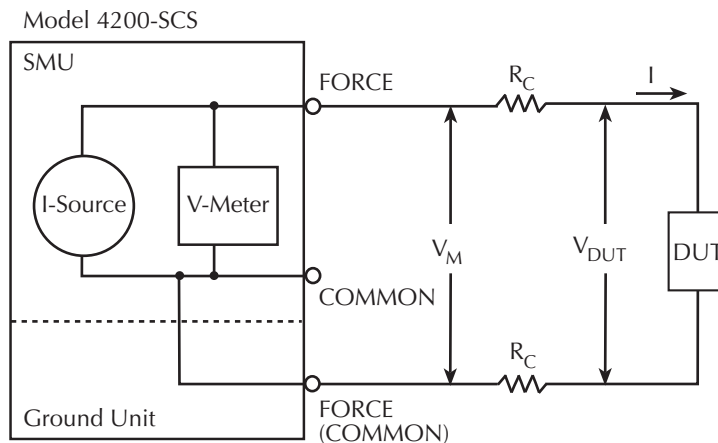 Model 4200-SCS
SMU
FORCE
R_C
I
I-Source
V-Meter
V_M
V_DUT
DUT
COMMON
R_C
Ground Unit
FORCE
(COMMON)